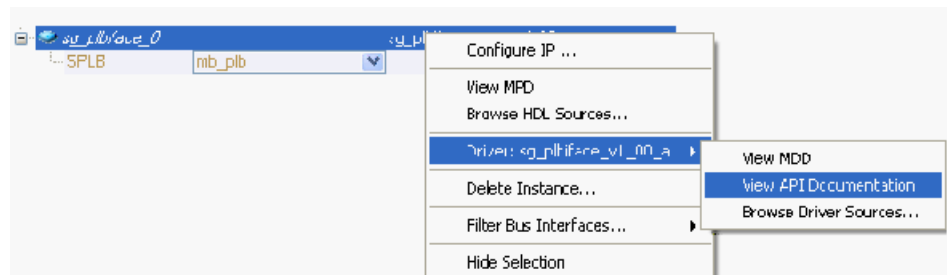 sg_plbiface_0
Configure IP ...
SPLB mb_plb
View MPD
Browse HDL Sources...
Driver: sg_plbiface_v1_00_a
View MDD
Delete Instance...
View API Documentation
Browse Driver Sources...
Filter Bus Interfaces...
Hide Selection